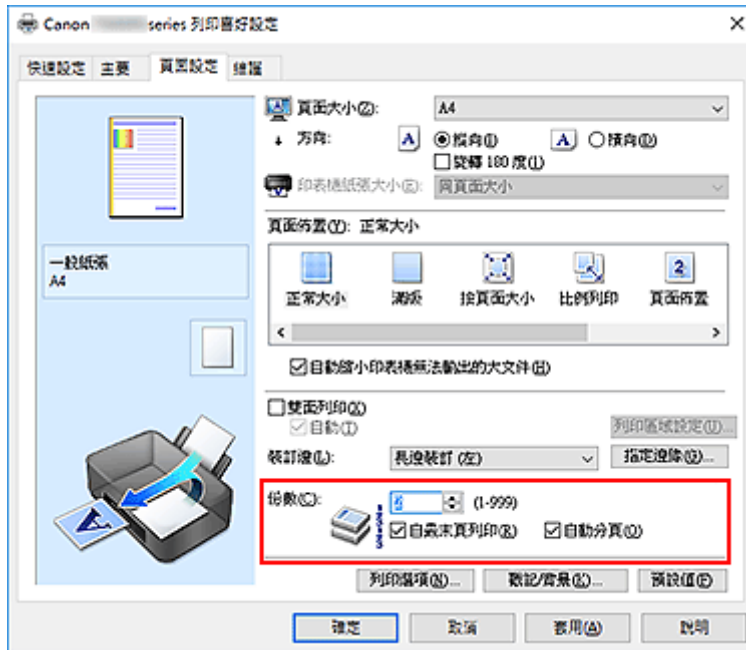 Canon series 列印喜好設定
快速設定 主要 頁面設定 維護
頁面大小(Z): A4
方向: A 縱向(I) A 橫向(D)
旋轉 180 度(J)
印表機紙張大小(E): 同頁面大小
頁面佈置(Y): 正常大小
正常大小 滿版 按頁面大小 比例列印 頁面佈置
一般紙張
A4
自動縮小印表機無法輸出的大文件(H)
雙面列印(X)
自動(T)
列印區域設定(U)...
裝訂邊(L): 長邊裝訂 (左) 指定邊緣(G)...
份數(C): (1-999)
自最末頁列印(R) 自動分頁(O)
列印選項(N)... 戳記/背景(K)... 預設值(F)
確定 取消 套用(A) 說明